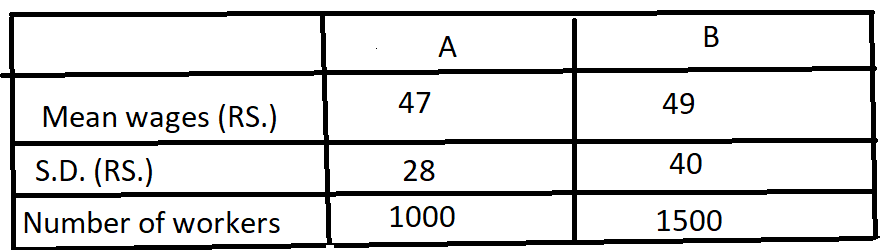 A B
Mean wages (RS.) 47 49
S.D. (RS.) 28 40
Number of workers 1000 1500